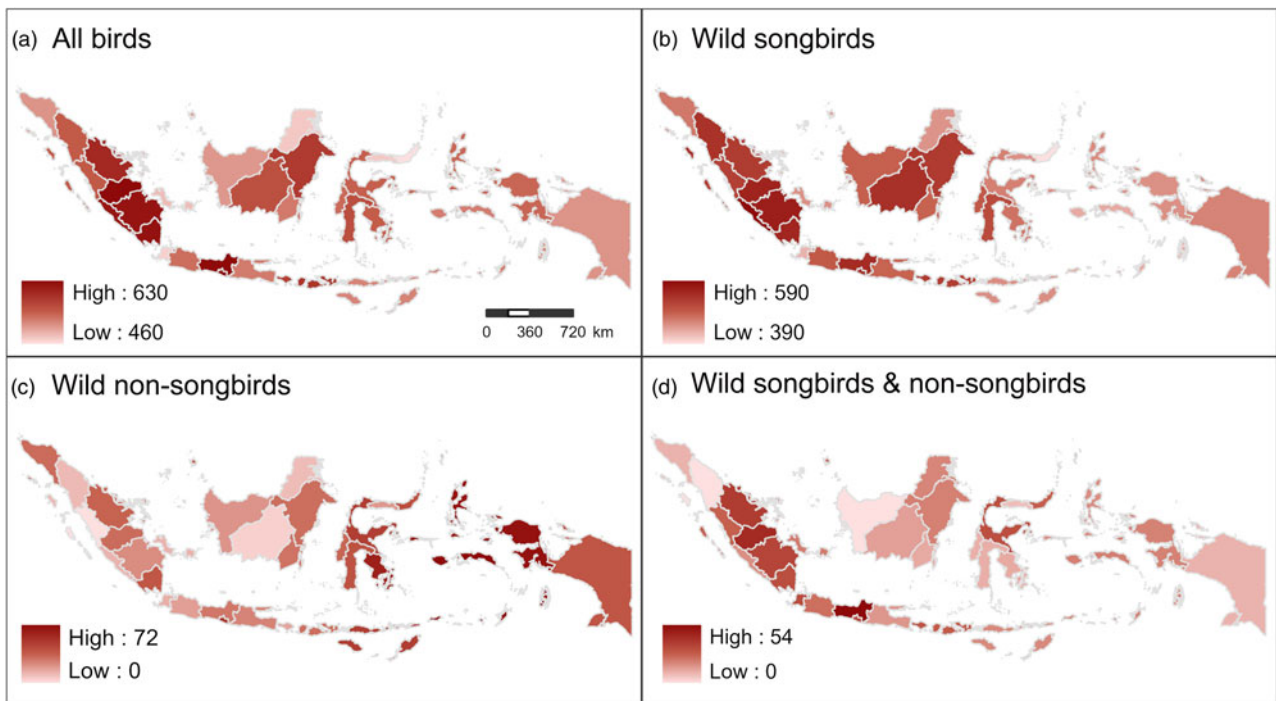 (a) All birds
High : 630
Low : 460
0 360 720 km
(b) Wild songbirds
High : 590
Low : 390
(c) Wild non-songbirds
High : 72
Low : 0
(d) Wild songbirds & non-songbirds
High : 54
Low : 0